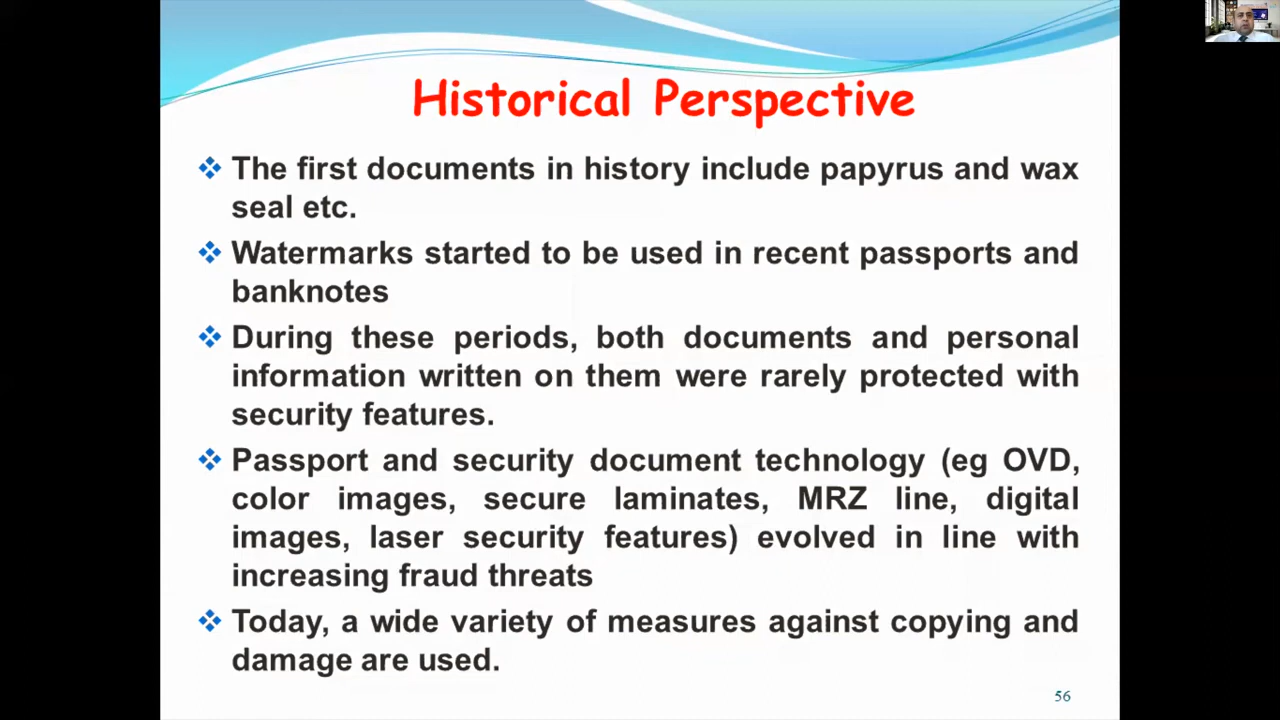 Historical Perspective
The first documents in history include papyrus and wax
seal etc.
Watermarks started to be used in recent passports and
banknotes
During these periods, both documents and personal
information written on them were rarely protected with
security features.
Passport and security document technology (eg OVD,
color images, secure laminates, MRZ line, digital
images, laser security features) evolved in line with
increasing fraud threats
Today, a wide variety of measures against copying and
damage are used.
56